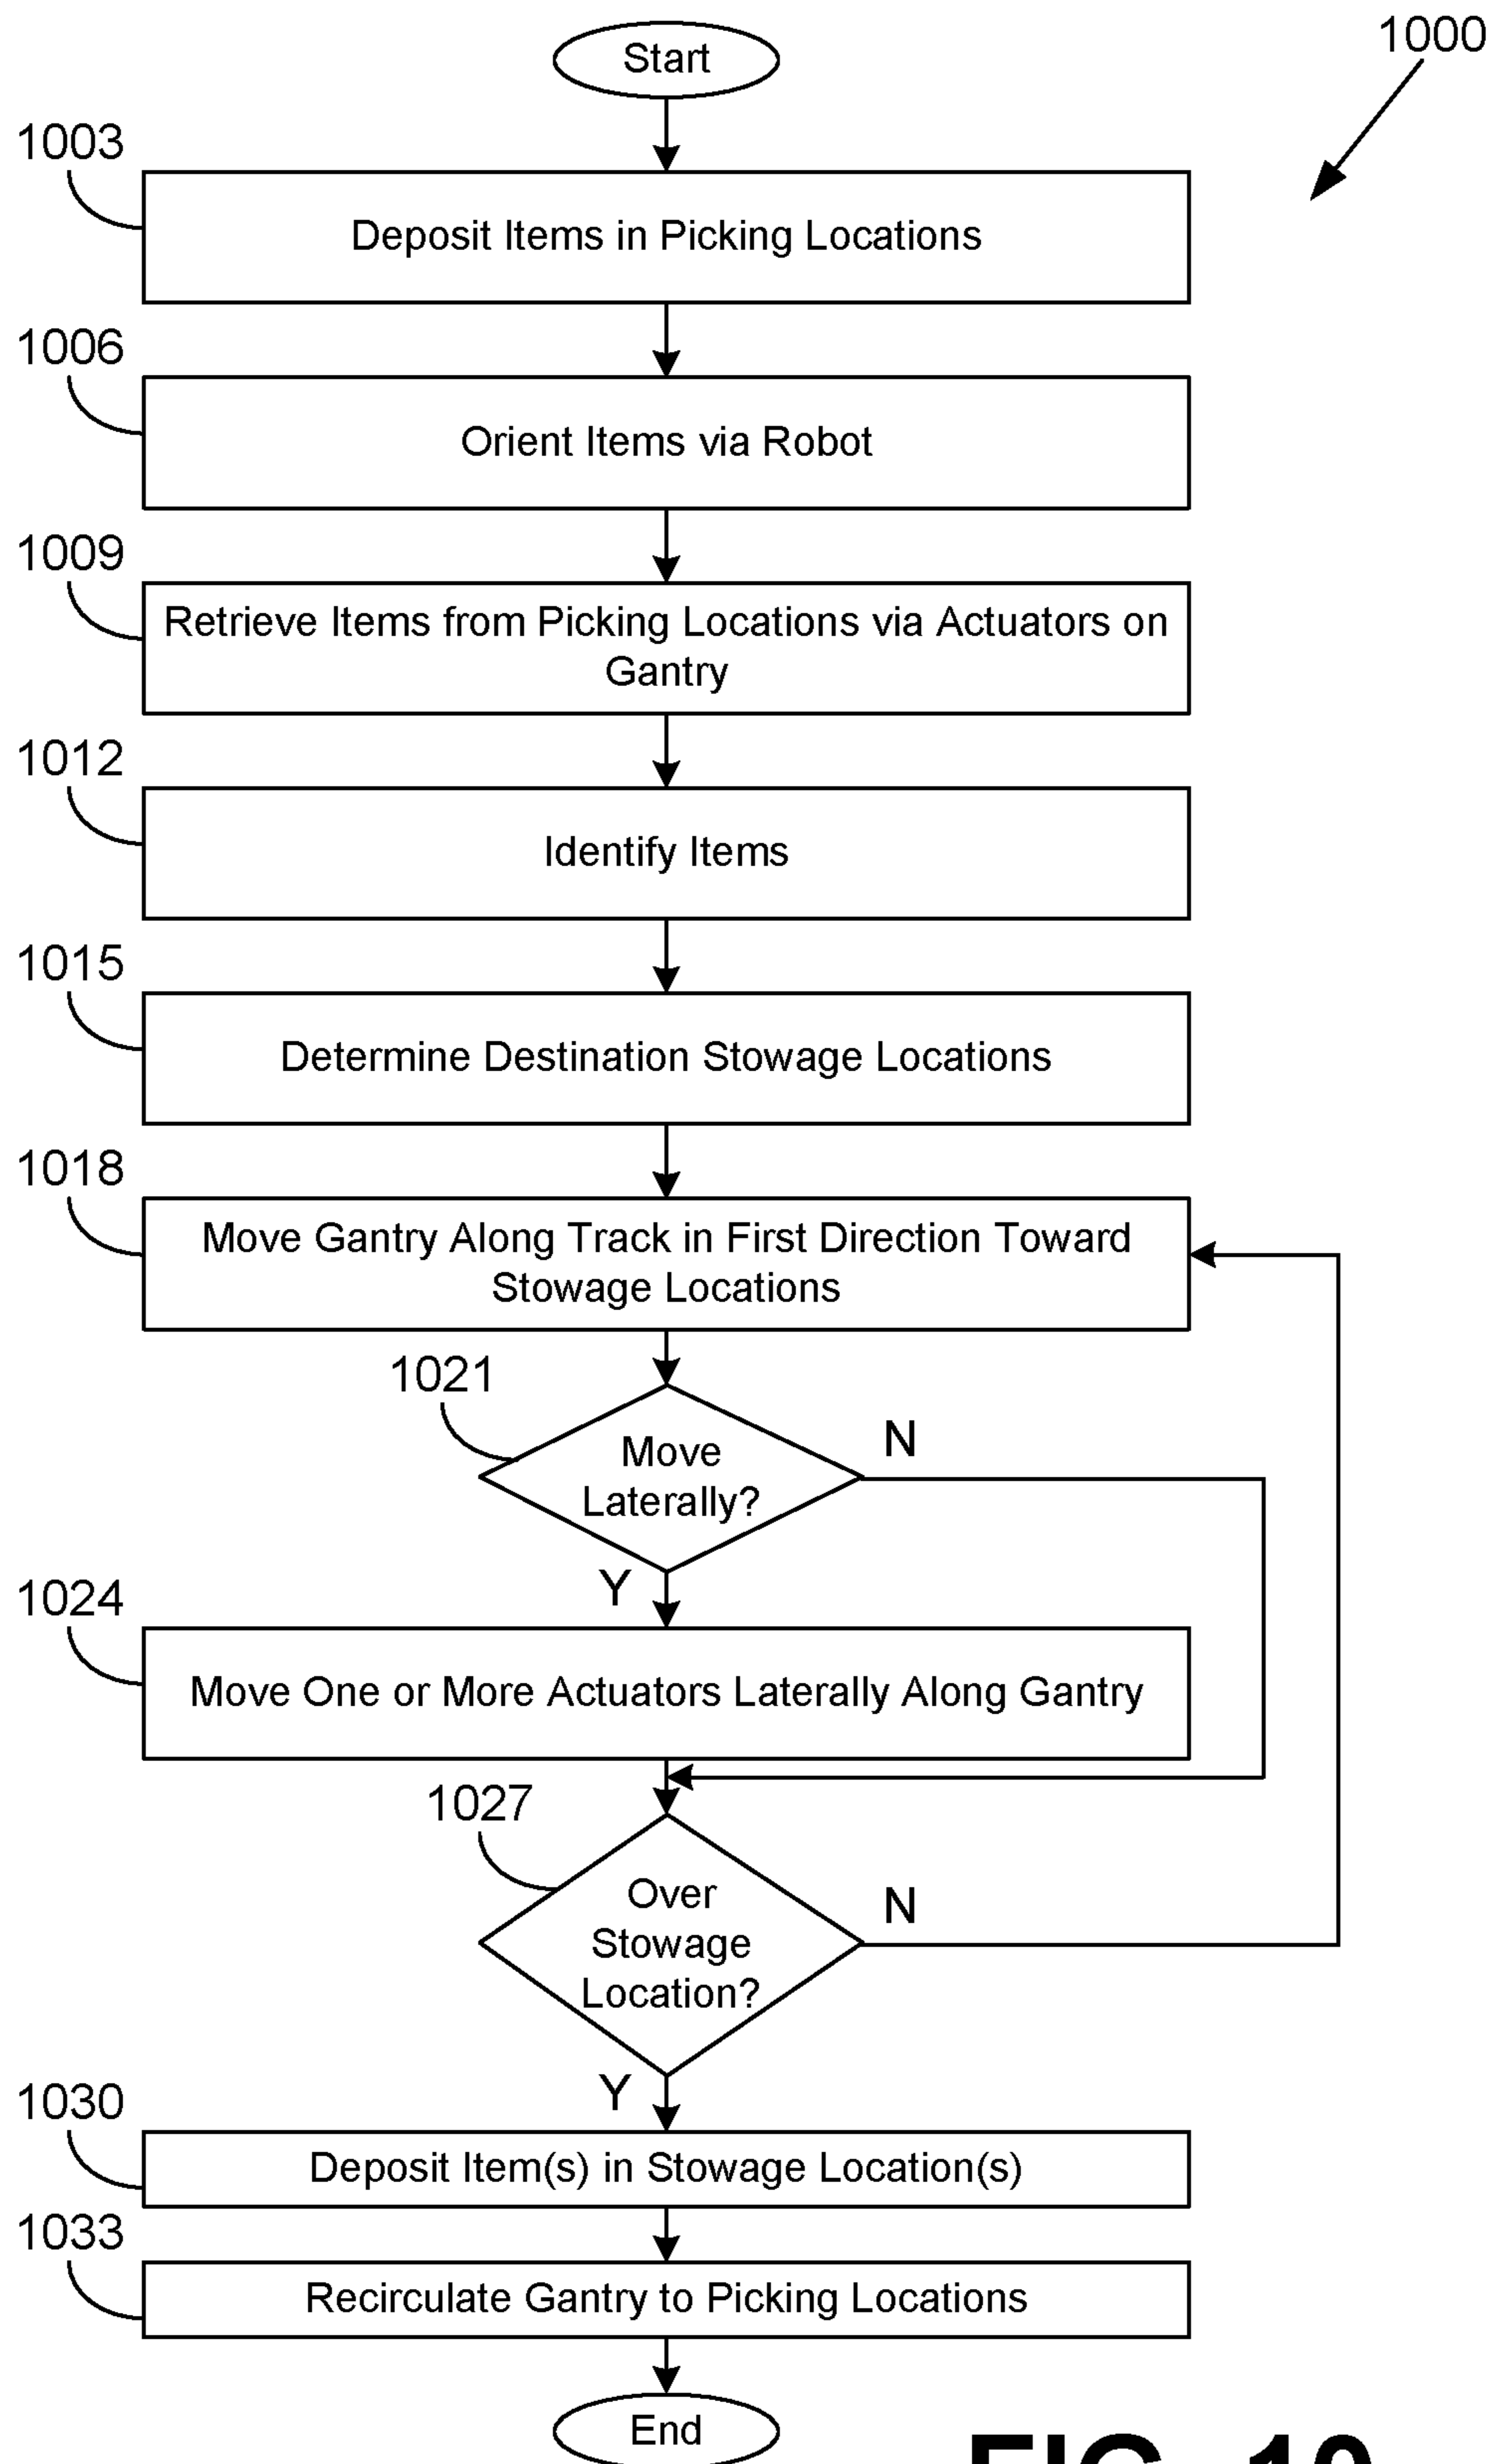 1000
Start
1003
Deposit Items in Picking Locations
1006
Orient Items via Robot
1009
Retrieve Items from Picking Locations via Actuators on
Gantry
1012
Identify Items
1015
Determine Destination Stowage Locations
1018
Move Gantry Along Track in First Direction Toward
Stowage Locations
1021
Move
Laterally?
N
Y
1024
Move One or More Actuators Laterally Along Gantry
1027
Over
Stowage
Location?
N
Y
1030
Deposit Item(s) in Stowage Location(s)
1033
Recirculate Gantry to Picking Locations
End
FIG. 10